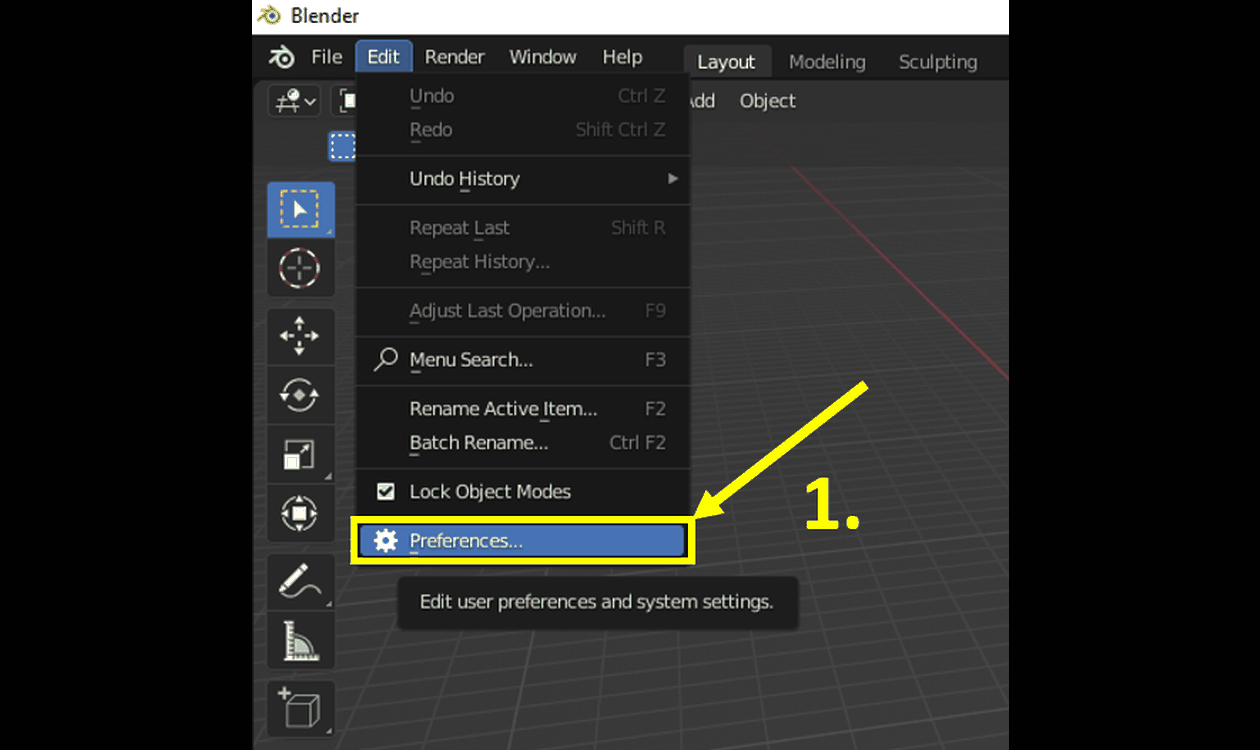 Blender
File Edit Render Window Help Layout Modeling Sculpting
Add Object
Undo Ctrl Z
Redo Shift Ctrl Z
Undo History
Repeat Last Shift R
Repeat History...
Adjust Last Operation... F9
Menu Search... F3
Rename Active Item... F2
Batch Rename... Ctrl F2
Lock Object Modes
1.
Preferences...
Edit user preferences and system settings.